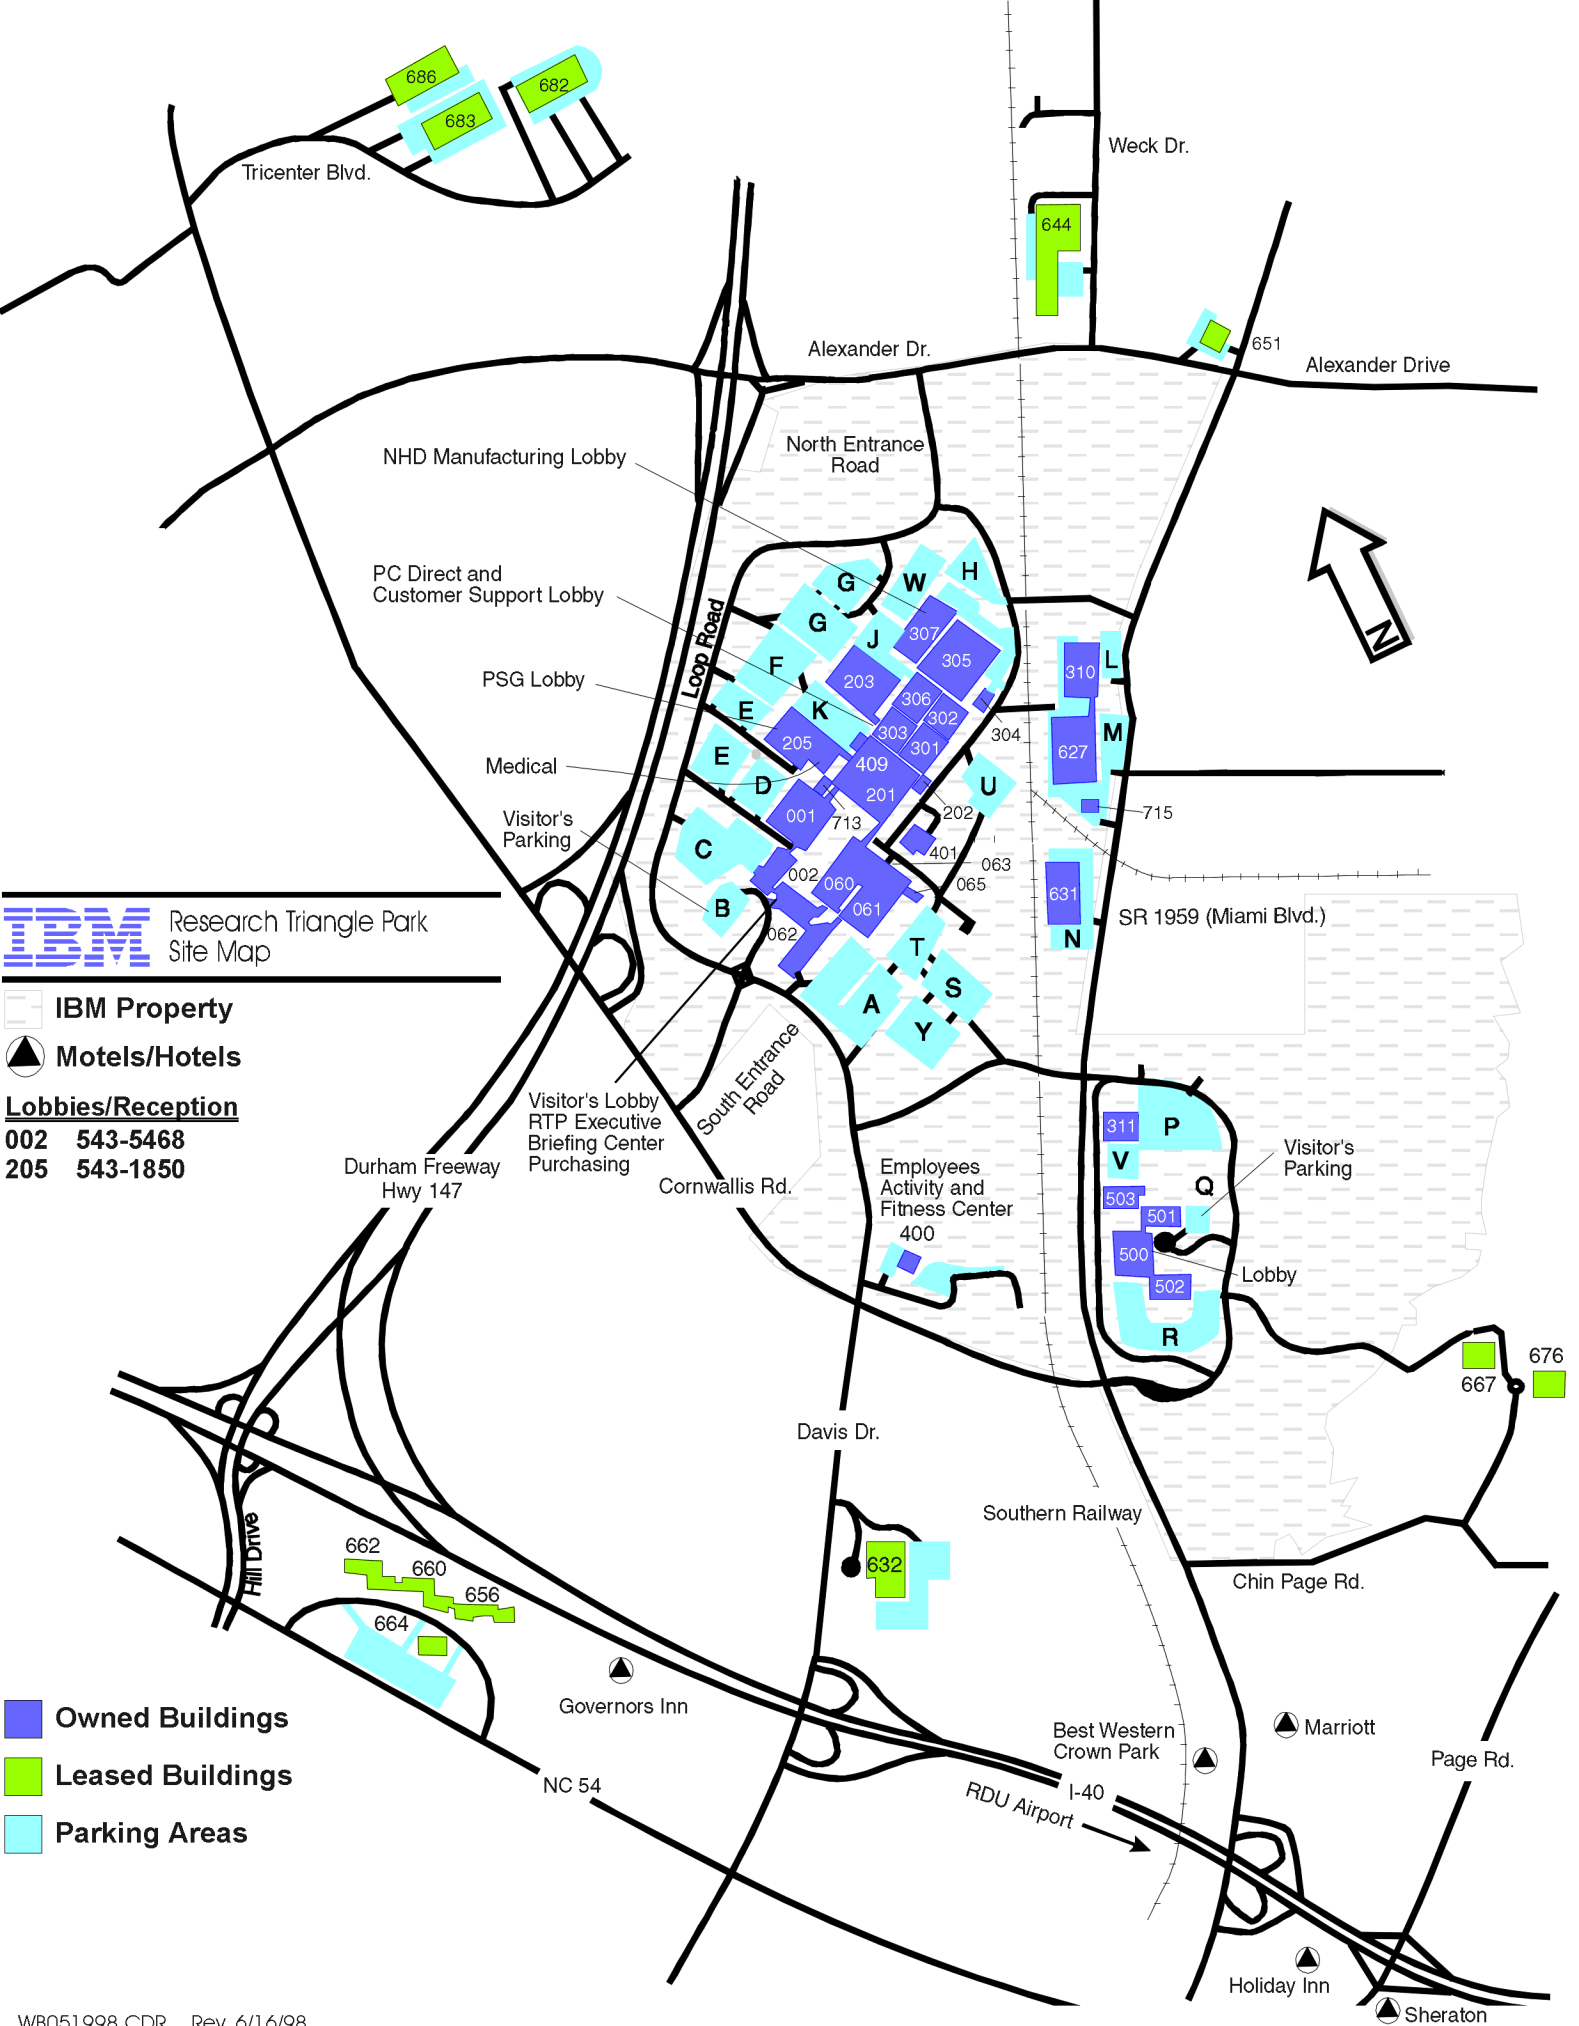 686
682
683
Tricenter Blvd.
Weck Dr.
644
651
Alexander Dr.
Alexander Drive
North Entrance
Road
NHD Manufacturing Lobby
PC Direct and
Customer Support Lobby
PSG Lobby
Medical
Visitor's
Parking
Loop Road
G
W
H
G
J
307
305
F
203
306
E
K
302
303
304
205
301
E
409
D
U
201
202
001
713
C
401
063
002
060
065
B
061
062
T
S
A
Y
L
310
M
627
715
631
N
SR 1959 (Miami Blvd.)
N
IBM
Research Triangle Park
Site Map
IBM Property
Motels/Hotels
Lobbies/Reception
002 543-5468
205 543-1850
Visitor's Lobby
RTP Executive
Briefing Center
Purchasing
South Entrance
Road
Durham Freeway
Hwy 147
Cornwallis Rd.
Employees
Activity and
Fitness Center
400
311
P
V
Visitor's
Parking
Q
503
501
500
Lobby
502
R
676
667
Davis Dr.
Southern Railway
632
Chin Page Rd.
Hill Drive
662
660
656
664
Governors Inn
Owned Buildings
Leased Buildings
Parking Areas
NC 54
Best Western
Crown Park
Marriott
Page Rd.
I-40
RDU Airport
Holiday Inn
Sheraton
WB051998.CDR Rev. 6/16/98